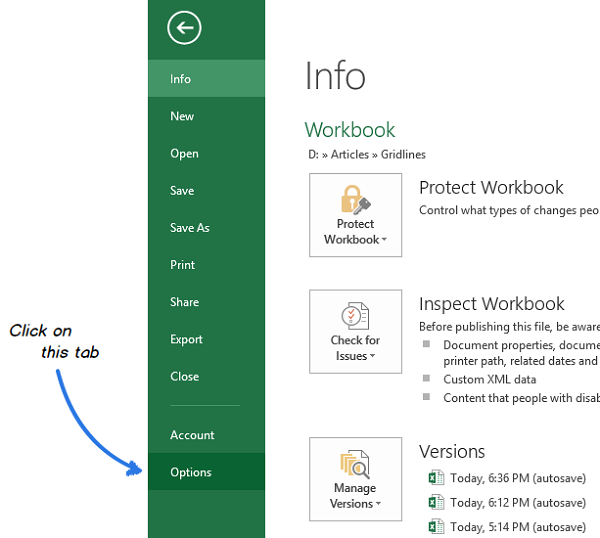 Info
New
Open
Save
Save As
Print
Share
Export
Close
Account
Options
Click on
this tab
Info
Workbook
D: » Articles » Gridlines
Protect
Workbook
Protect Workbook
Control what types of changes peo
Check for
Issues
Inspect Workbook
Before publishing this file, be aware
Document properties, docume
printer path, related dates and
Custom XML data
Content that people with disab
Manage
Versions
Versions
Today, 6:36 PM (autosave)
Today, 6:12 PM (autosave)
Today, 5:14 PM (autosave)